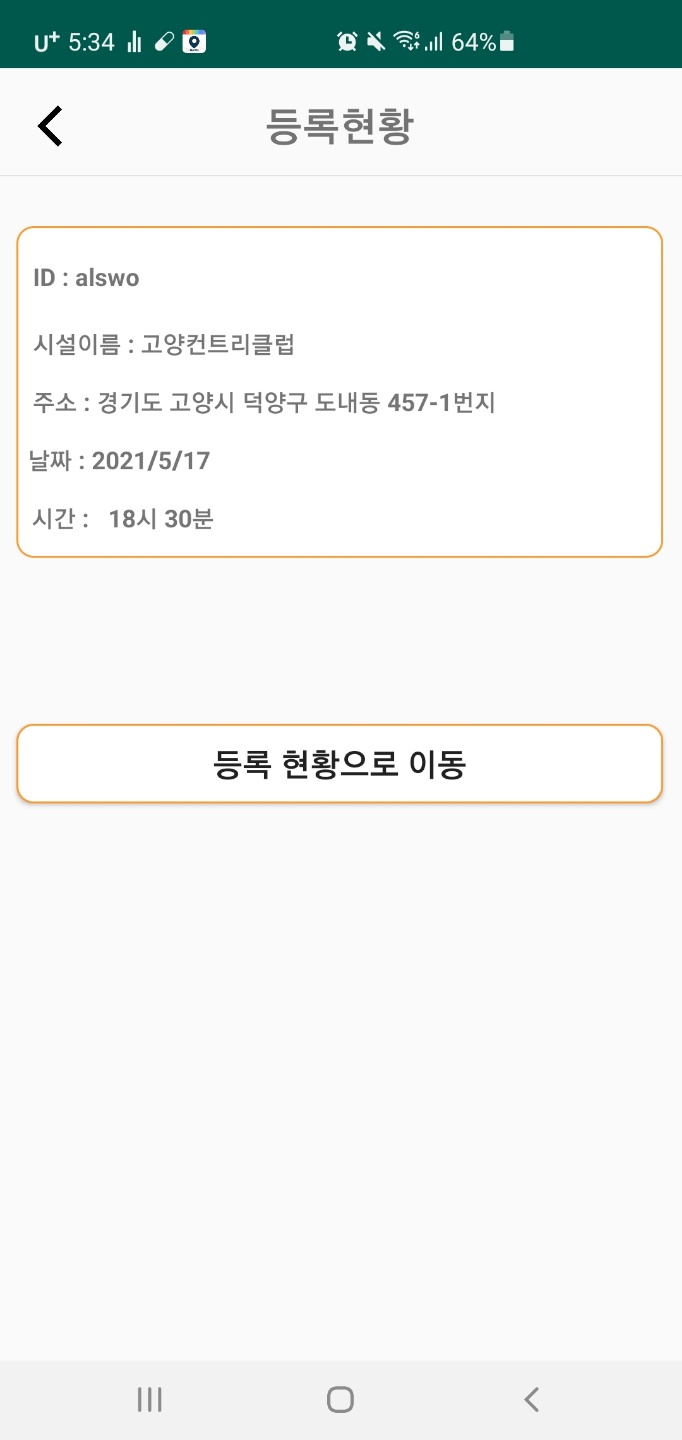 U+ 5:34 64%
등록현황
ID : alswo
시설이름 : 고양컨트리클럽
주소 : 경기도 고양시 덕양구 도내동 457-1번지
날짜 : 2021/5/17
시간 : 18시 30분
등록 현황으로 이동